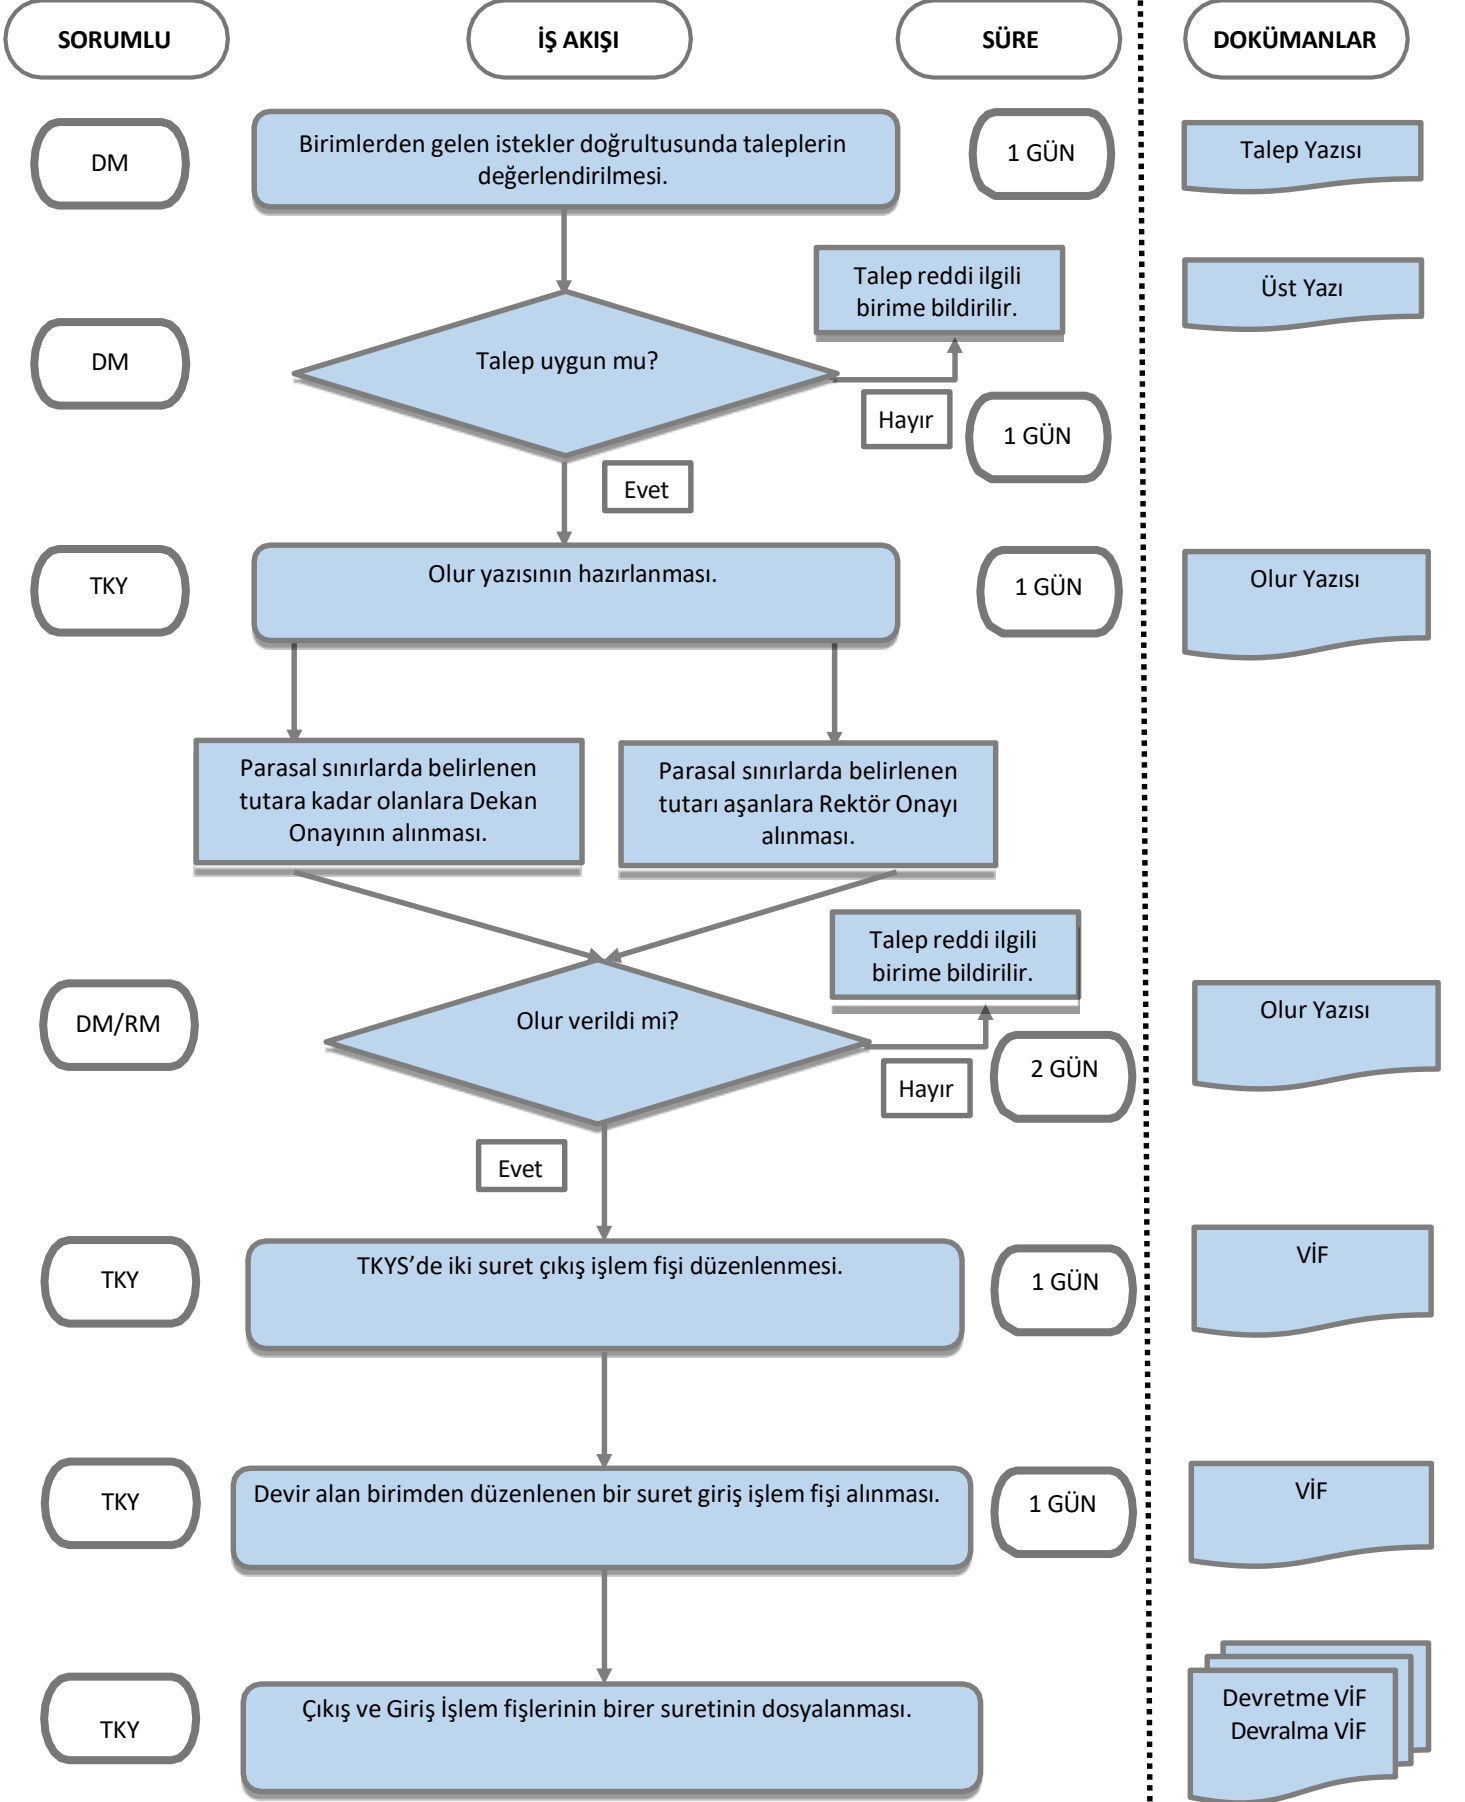 SORUMLU
İŞ AKIŞI
SÜRE
DOKÜMANLAR
DM
Birimlerden gelen istekler doğrultusunda taleplerin
değerlendirilmesi.
1 GÜN
Talep Yazısı
Talep reddi ilgili
birime bildirilir.
Üst Yazı
DM
Talep uygun mu?
Hayır
1 GÜN
Evet
TKY
Olur yazısının hazırlanması.
1 GÜN
Olur Yazısı
Parasal sınırlarda belirlenen
tutara kadar olanlara Dekan
Onayının alınması.
Parasal sınırlarda belirlenen
tutarı aşanlara Rektör Onayı
alınması.
Talep reddi ilgili
birime bildirilir.
DM/RM
Olur verildi mi?
Hayır
2 GÜN
Olur Yazısı
Evet
TKY
TKYS’de iki suret çıkış işlem fişi düzenlenmesi.
1 GÜN
VİF
TKY
Devir alan birimden düzenlenen bir suret giriş işlem fişi alınması.
1 GÜN
VİF
TKY
Çıkış ve Giriş İşlem fişlerinin birer suretinin dosyalanması.
Devretme VİF
Devralma VİF